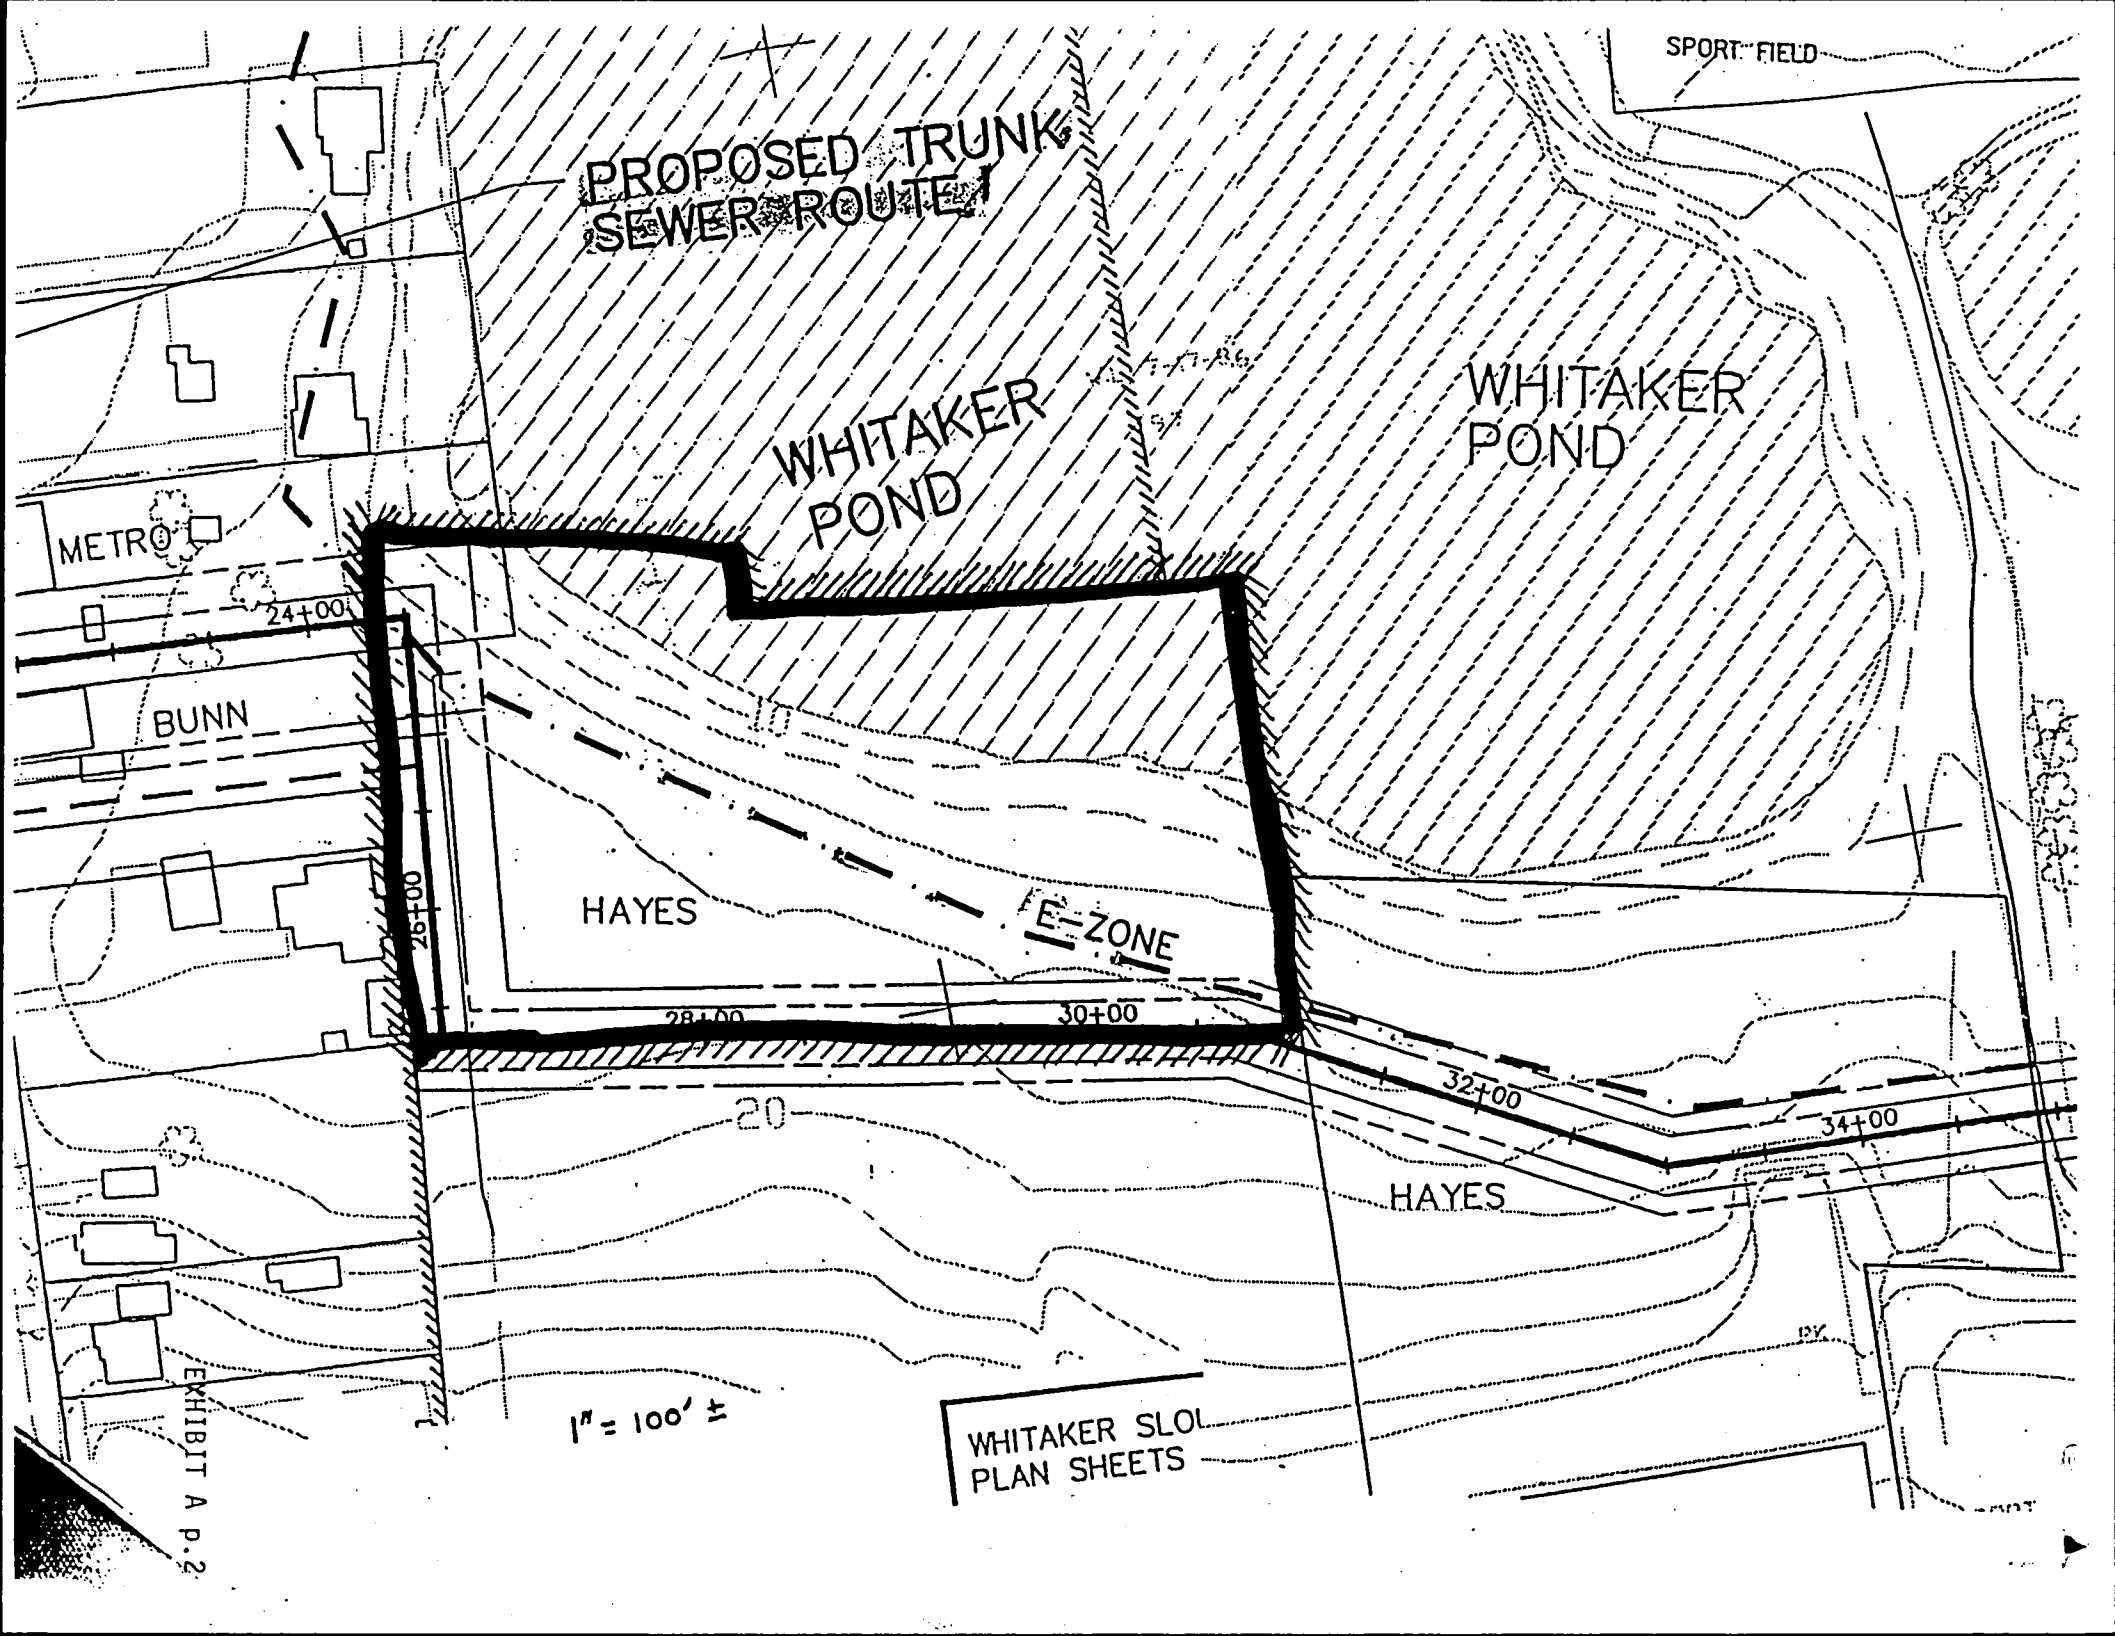 SPORT FIELD
PROPOSED TRUNK
SEWER ROUTE
WHITAKER
POND
WHITAKER
POND
METRO
24+00
BUNN
10
26+00
HAYES
E-ZONE
28+00
30+00
32+00
34+00
20
HAYES
1" = 100' ±
WHITAKER SLOU
PLAN SHEETS
EXHIBIT A p.2